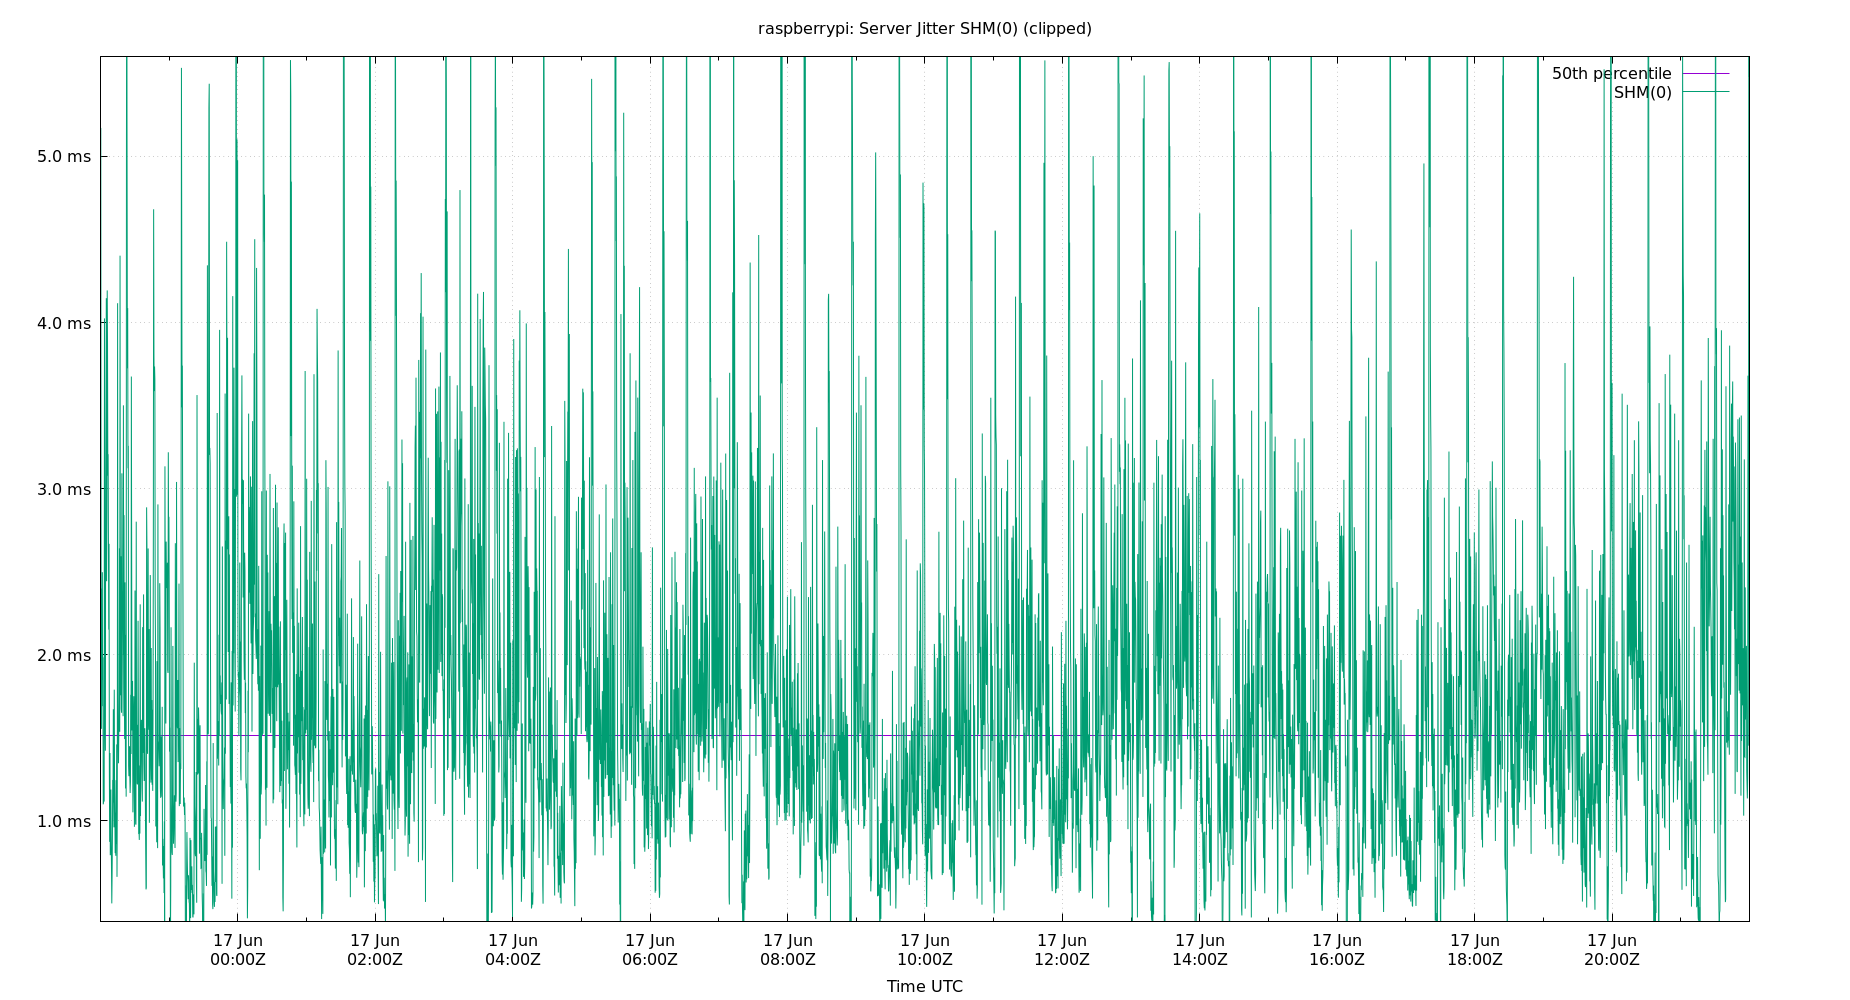 raspberrypi: Server Jitter SHM(0) (clipped)
50th percentile
SHM(0)
5.0 ms
4.0 ms
3.0 ms
2.0 ms
1.0 ms
17 Jun 17 Jun 17 Jun 17 Jun 17 Jun 17 Jun 17 Jun 17 Jun 17 Jun 17 Jun 17 Jun
00:00Z 02:00Z 04:00Z 06:00Z 08:00Z 10:00Z 12:00Z 14:00Z 16:00Z 18:00Z 20:00Z
Time UTC